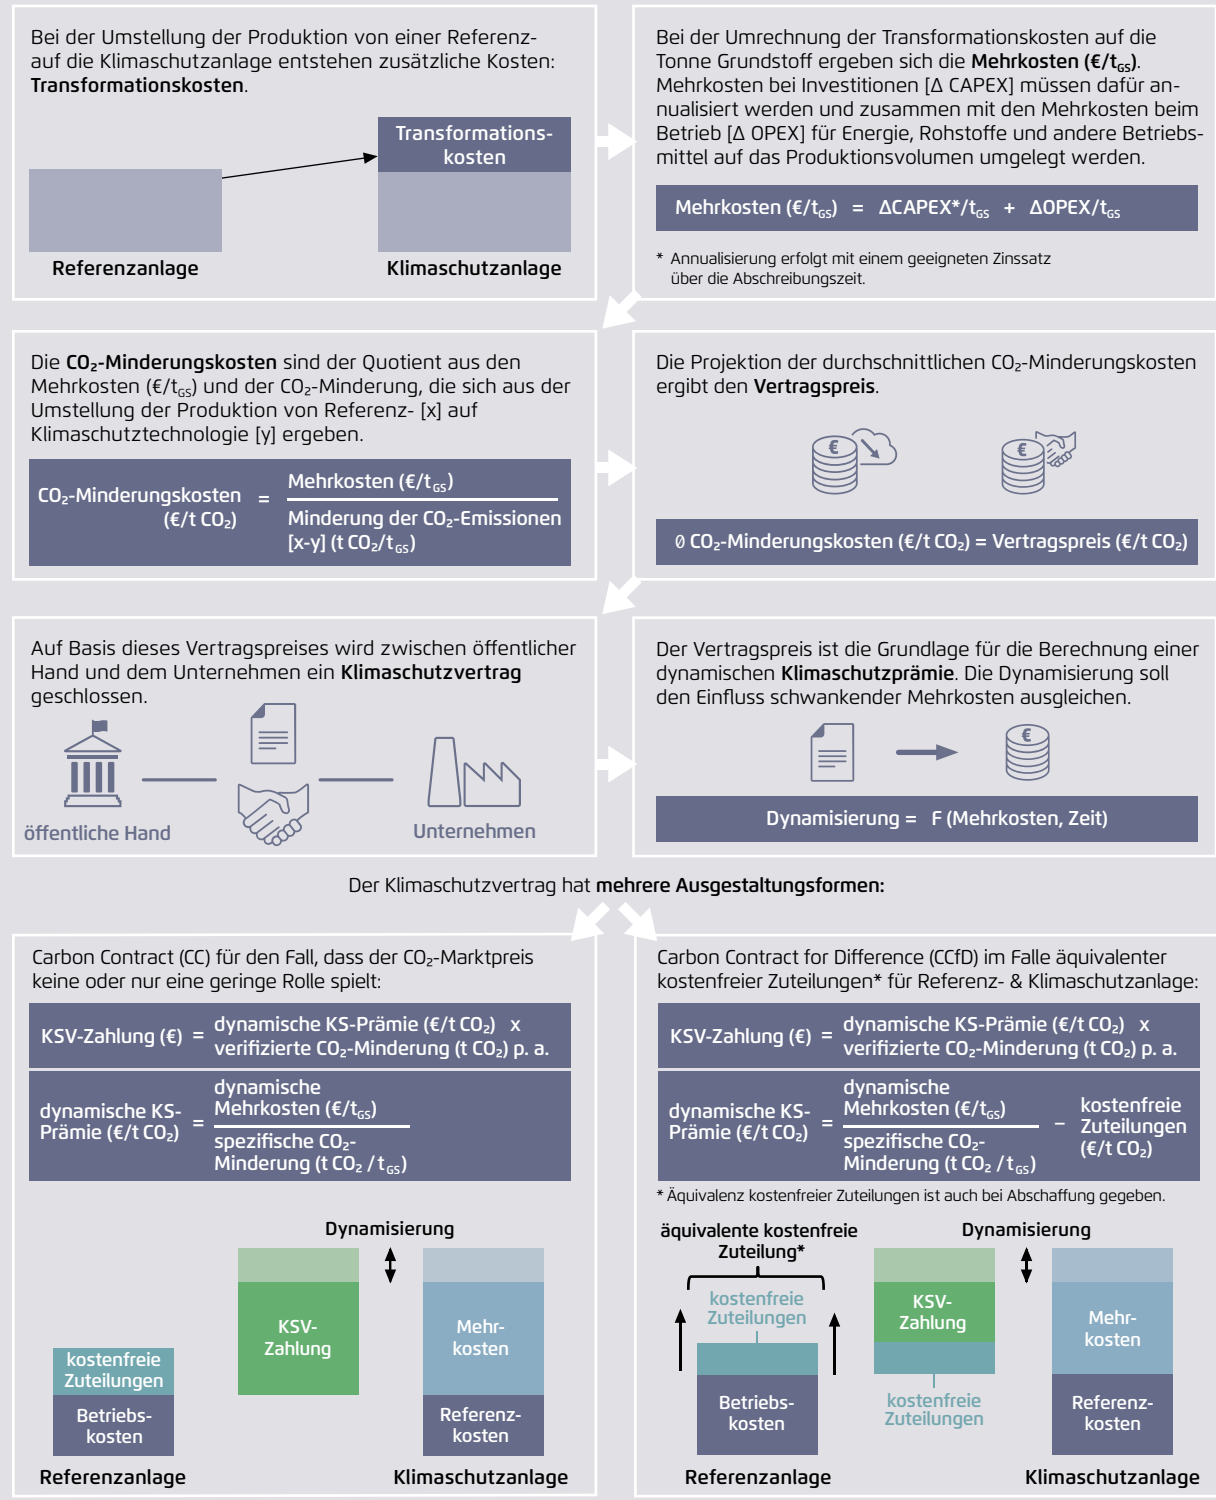 Bei der Umstellung der Produktion von einer Referenz-
auf die Klimaschutzanlage entstehen zusätzliche Kosten:
Transformationskosten.
Transformations-
kosten
Referenzanlage
Klimaschutzanlage
Bei der Umrechnung der Transformationskosten auf die
Tonne Grundstoff ergeben sich die Mehrkosten (€/tGS).
Mehrkosten bei Investitionen [Δ CAPEX] müssen dafür an-
nualisiert werden und zusammen mit den Mehrkosten beim
Betrieb [Δ OPEX] für Energie, Rohstoffe und andere Betriebs-
mittel auf das Produktionsvolumen umgelegt werden.
Mehrkosten (€/tGS) = ΔCAPEX*/tGS + ΔOPEX/tGS
* Annualisierung erfolgt mit einem geeigneten Zinssatz
über die Abschreibungszeit.
Die CO₂-Minderungskosten sind der Quotient aus den
Mehrkosten (€/tGS) und der CO₂-Minderung, die sich aus der
Umstellung der Produktion von Referenz- [x] auf
Klimaschutztechnologie [y] ergeben.
CO₂-Minderungskosten
(€/t CO₂)
=
Mehrkosten (€/tGS)
Minderung der CO₂-Emissionen
[x-y] (t CO₂/tGS)
Die Projektion der durchschnittlichen CO₂-Minderungskosten
ergibt den Vertragspreis.
€
€
Ø CO₂-Minderungskosten (€/t CO₂) = Vertragspreis (€/t CO₂)
Auf Basis dieses Vertragspreises wird zwischen öffentlicher
Hand und dem Unternehmen ein Klimaschutzvertrag
geschlossen.
öffentliche Hand
Unternehmen
Der Vertragspreis ist die Grundlage für die Berechnung einer
dynamischen Klimaschutzprämie. Die Dynamisierung soll
den Einfluss schwankender Mehrkosten ausgleichen.
€
Dynamisierung = F (Mehrkosten, Zeit)
Der Klimaschutzvertrag hat mehrere Ausgestaltungsformen:
Carbon Contract (CC) für den Fall, dass der CO₂-Marktpreis
keine oder nur eine geringe Rolle spielt:
KSV-Zahlung (€) =
dynamische KS-Prämie (€/t CO₂) x
verifizierte CO₂-Minderung (t CO₂) p. a.
dynamische KS-
Prämie (€/t CO₂)
=
dynamische
Mehrkosten (€/tGS)
spezifische CO₂-
Minderung (t CO₂ /tGS)
Dynamisierung
KSV-
Zahlung
Mehr-
kosten
kostenfreie
Zuteilungen
Betriebs-
kosten
Referenz-
kosten
Referenzanlage
Klimaschutzanlage
Carbon Contract for Difference (CCfD) im Falle äquivalenter
kostenfreier Zuteilungen* für Referenz- & Klimaschutzanlage:
KSV-Zahlung (€) =
dynamische KS-Prämie (€/t CO₂) x
verifizierte CO₂-Minderung (t CO₂) p. a.
dynamische KS-
Prämie (€/t CO₂)
=
dynamische
Mehrkosten (€/tGS)
spezifische CO₂-
Minderung (t CO₂ /tGS)
–
kostenfreie
Zuteilungen
(€/t CO₂)
* Äquivalenz kostenfreier Zuteilungen ist auch bei Abschaffung gegeben.
äquivalente kostenfreie
Zuteilung*
Dynamisierung
kostenfreie
Zuteilungen
KSV-
Zahlung
Mehr-
kosten
Betriebs-
kosten
kostenfreie
Zuteilungen
Referenz-
kosten
Referenzanlage
Klimaschutzanlage